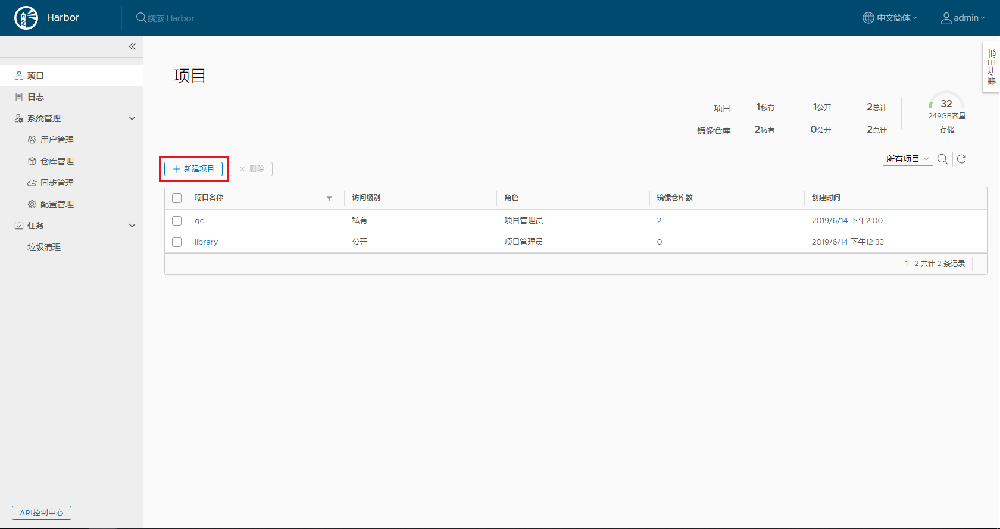 Harbor
搜索 Harbor...
中文简体
admin
事件日志
项目
日志
系统管理
用户管理
仓库管理
同步管理
配置管理
任务
垃圾清理
API控制中心
项目
项目 1私有 1公开 2总计
镜像仓库 2私有 0公开 2总计
32
249GB容量
存储
所有项目
新建项目 删除
项目名称 访问级别 角色 镜像仓库数 创建时间
qc 私有 项目管理员 2 2019/6/14 下午2:00
library 公开 项目管理员 0 2019/6/14 下午12:33
1 - 2 共计 2 条记录